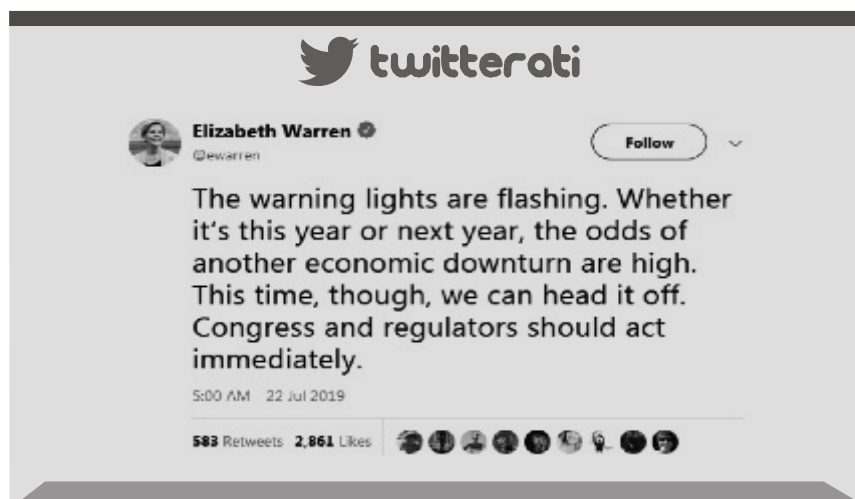 twitterati
Elizabeth Warren
@ewarren
Follow
The warning lights are flashing. Whether
it's this year or next year, the odds of
another economic downturn are high.
This time, though, we can head it off.
Congress and regulators should act
immediately.
5:00 AM 22 Jul 2019
583 Retweets 2,861 Likes